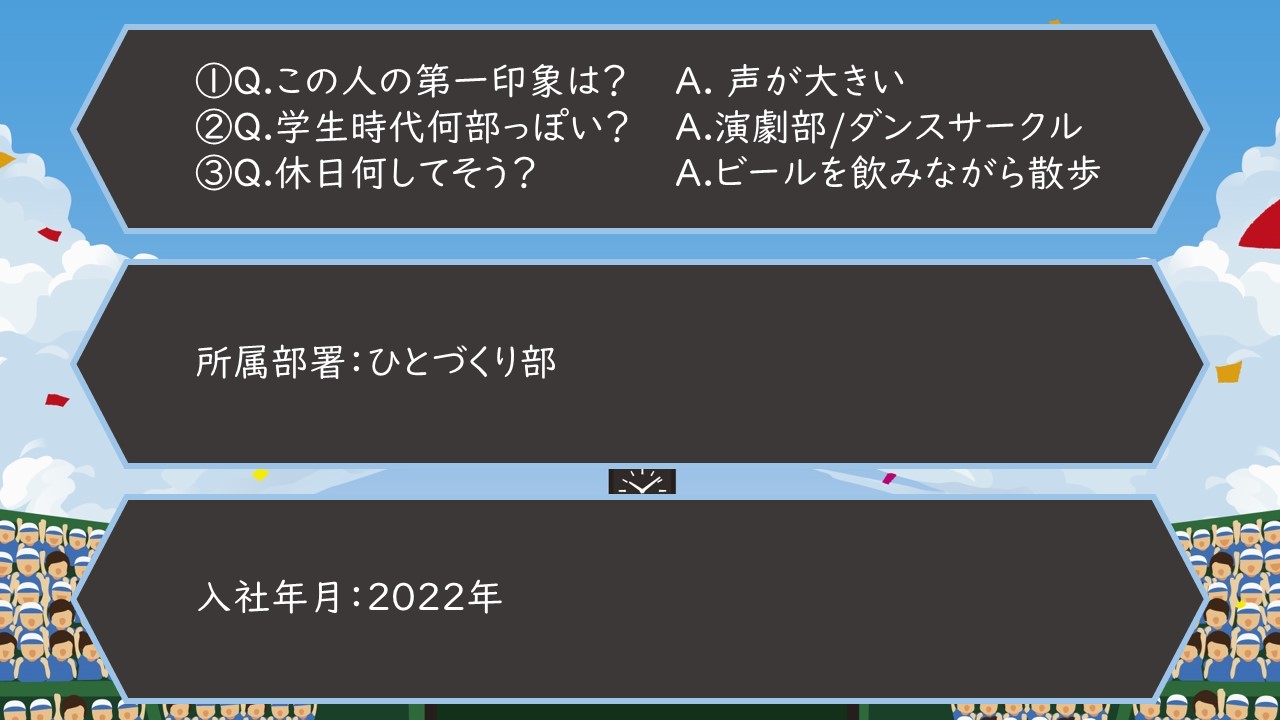 ①Q.この人の第一印象は？ A. 声が大きい
②Q.学生時代何部っぽい？ A.演劇部/ダンスサークル
③Q.休日何してそう？ A.ビールを飲みながら散歩
所属部署：ひとづくり部
入社年月：2022年